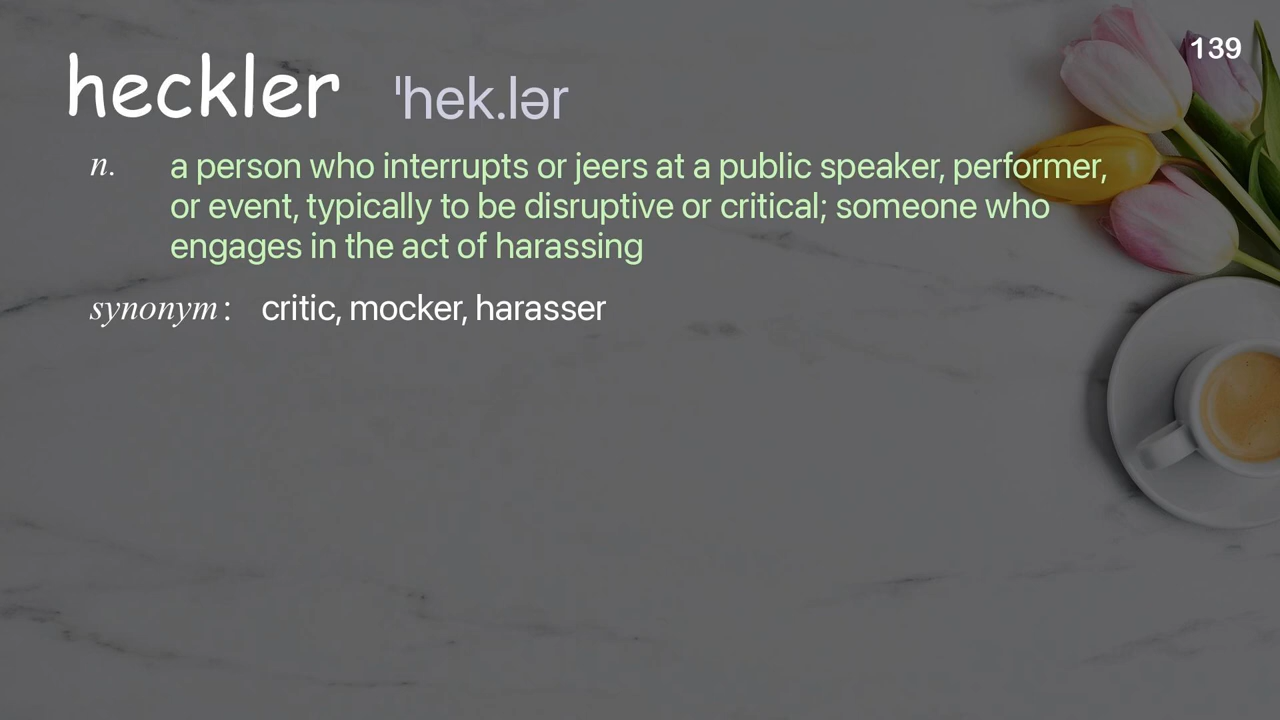 139
heckler ˈhek.lər
n. a person who interrupts or jeers at a public speaker, performer,
or event, typically to be disruptive or critical; someone who
engages in the act of harassing
synonym : critic, mocker, harasser